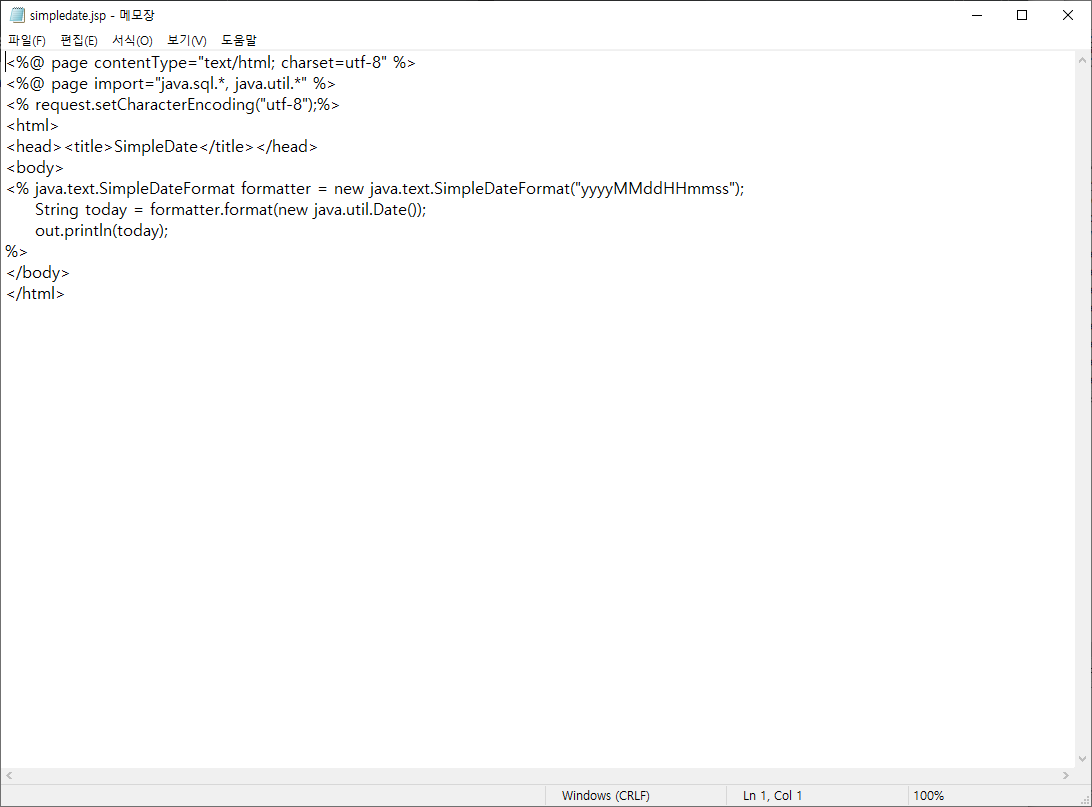 simpledate.jsp - 메모장
파일(F) 편집(E) 서식(O) 보기(V) 도움말
<%@ page contentType="text/html; charset=utf-8" %>
<%@ page import="java.sql.*, java.util.*" %>
<% request.setCharacterEncoding("utf-8");%>
<html>
<head><title>SimpleDate</title></head>
<body>
<% java.text.SimpleDateFormat formatter = new java.text.SimpleDateFormat("yyyyMMddHHmmss");
String today = formatter.format(new java.util.Date());
out.println(today);
%>
</body>
</html>
Windows (CRLF) Ln 1, Col 1 100%